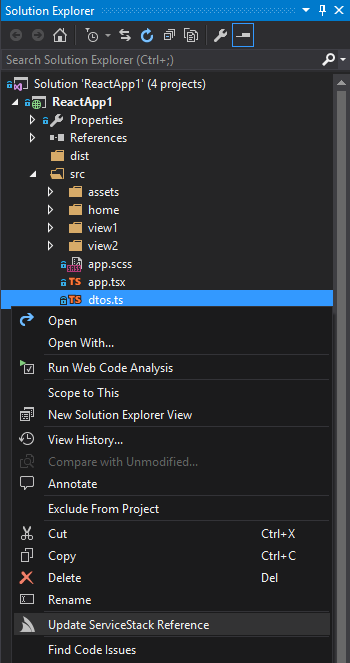 Solution Explorer
Search Solution Explorer (Ctrl+;)
Solution 'ReactApp1' (4 projects)
ReactApp1
Properties
References
dist
src
assets
home
view1
view2
app.scss
TS app.tsx
TS dtos.ts
Open
Open With...
Run Web Code Analysis
Scope to This
New Solution Explorer View
View History...
Compare with Unmodified...
Annotate
Exclude From Project
Cut Ctrl+X
Copy Ctrl+C
Delete Del
Rename
Update ServiceStack Reference
Find Code Issues